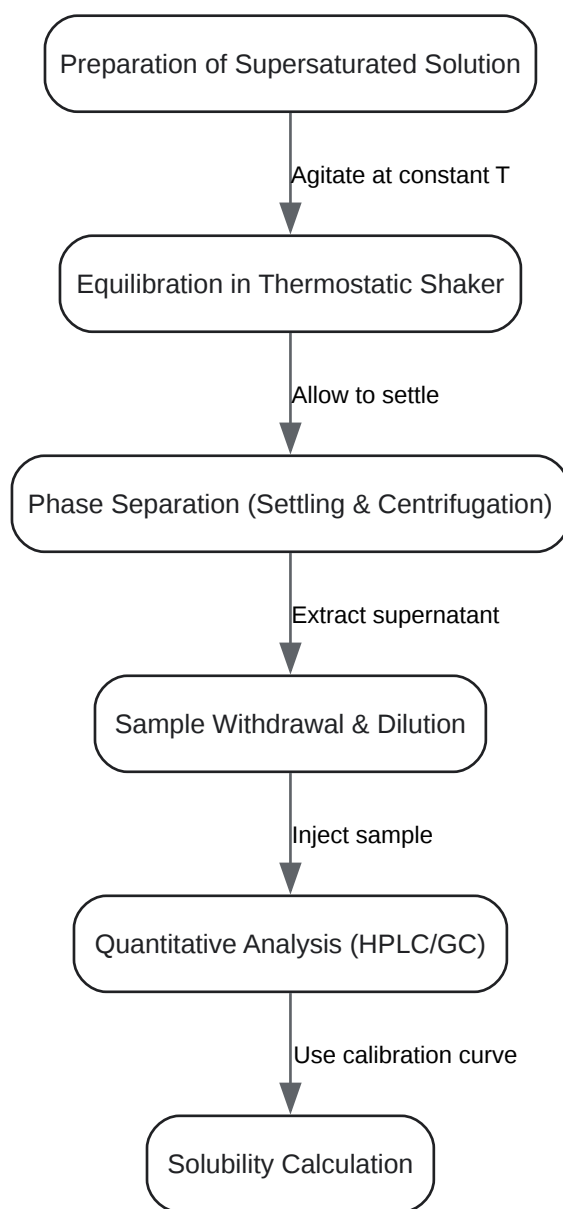 Preparation of Supersaturated Solution
Agitate at constant T
Equilibration in Thermostatic Shaker
Allow to settle
Phase Separation (Settling & Centrifugation)
Extract supernatant
Sample Withdrawal & Dilution
Inject sample
Quantitative Analysis (HPLC/GC)
Use calibration curve
Solubility Calculation